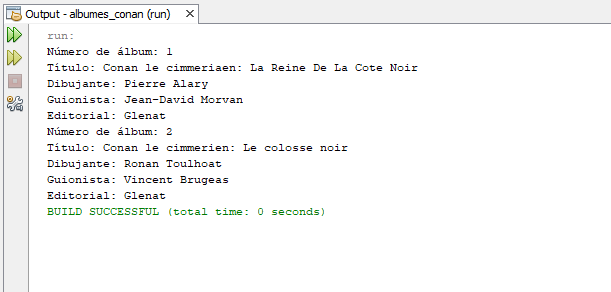 Output - albumes_conan (run)
run:
Número de álbum: 1
Título: Conan le cimmeriaen: La Reine De La Cote Noir
Dibujante: Pierre Alary
Guionista: Jean-David Morvan
Editorial: Glenat
Número de álbum: 2
Título: Conan le cimmerien: Le colosse noir
Dibujante: Ronan Toulhoat
Guionista: Vincent Brugeas
Editorial: Glenat
BUILD SUCCESSFUL (total time: 0 seconds)